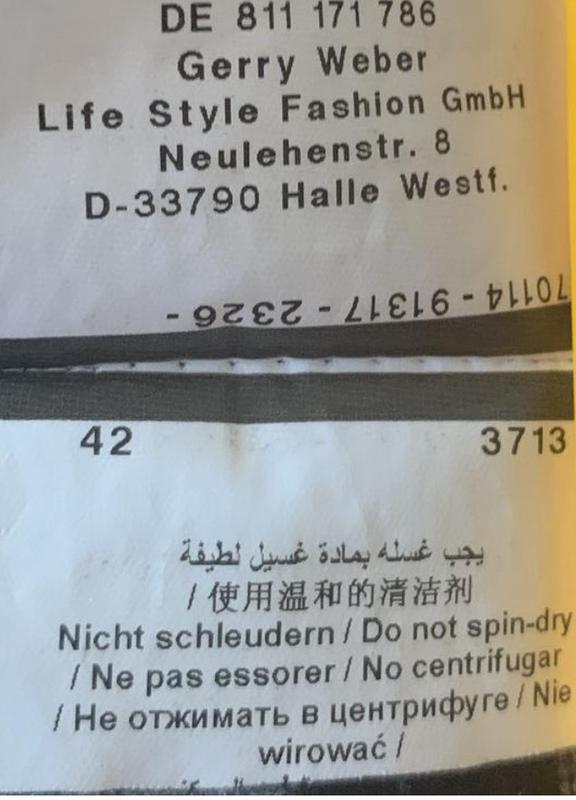 DE 811 171 786
Gerry Weber
Life Style Fashion GmbH
Neulehenstr. 8
D-33790 Halle Westf.
70114 - 91317 - 2326 -
42 3713
يجب غسله بمادة غسيل لطيفة
/ 使用温和的清洁剂
Nicht schleudern / Do not spin-dry
/ Ne pas essorer / No centrifugar
/ Не отжимать в центрифуге / Nie
wirować /